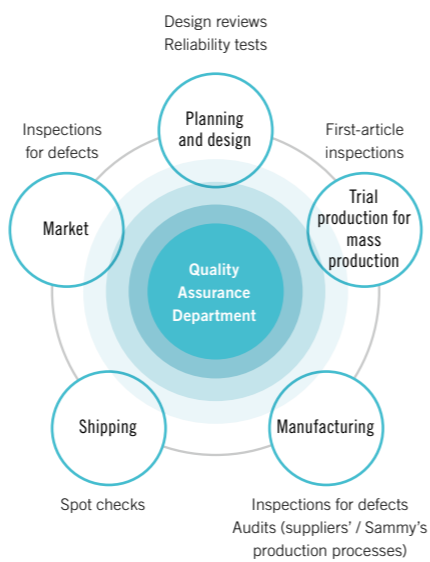 Design reviews
Reliability tests
Planning
and design
Inspections
for defects
First-article
inspections
Market
Trial
production for
mass
production
Quality
Assurance
Department
Shipping
Manufacturing
Spot checks
Inspections for defects
Audits (suppliers’ / Sammy’s
production processes)